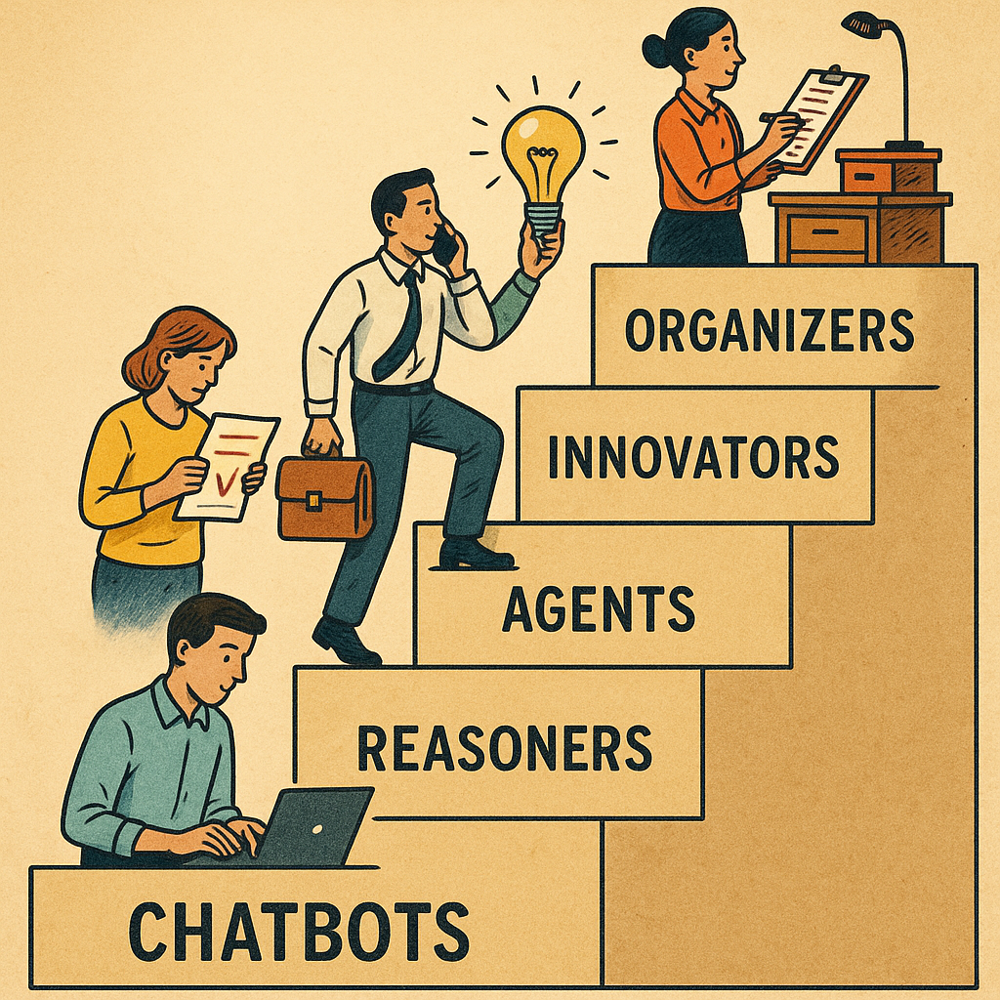 ORGANIZERS
INNOVATORS
AGENTS
REASONERS
CHATBOTS